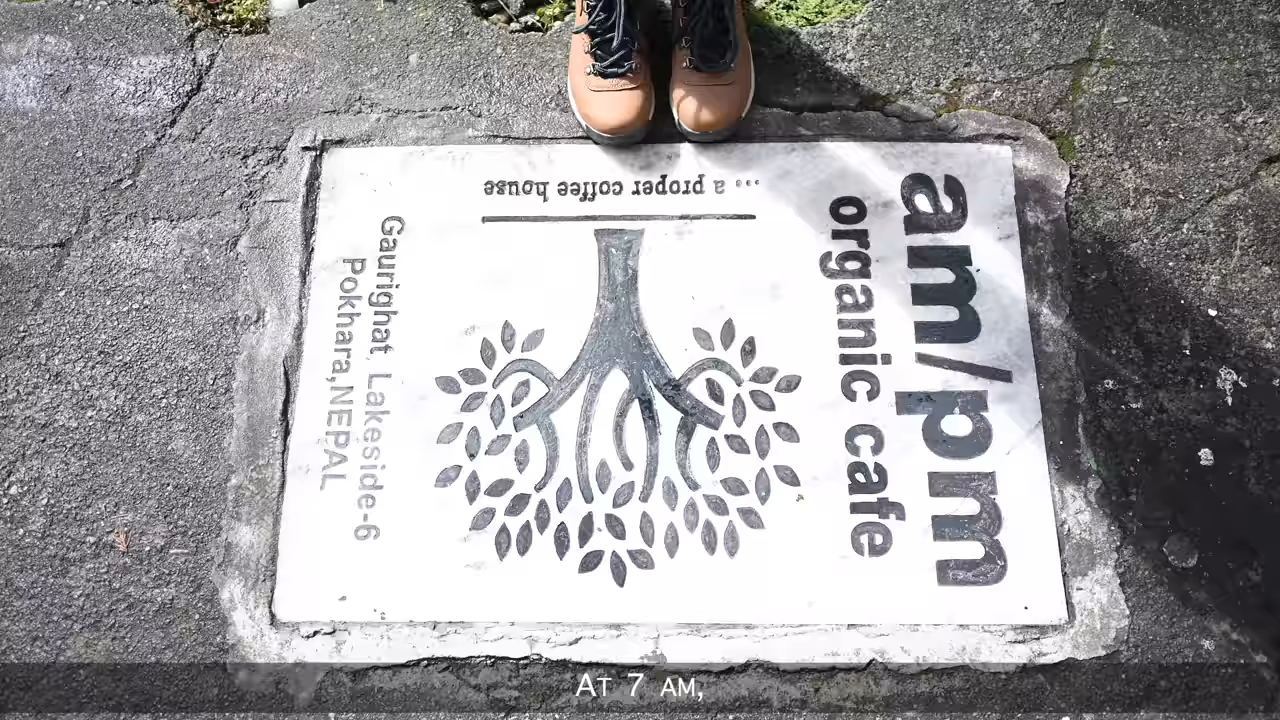 am/pm
organic cafe
... a proper coffee house
Gaurighat, Lakeside-6
Pokhara,NEPAL
At 7 am,